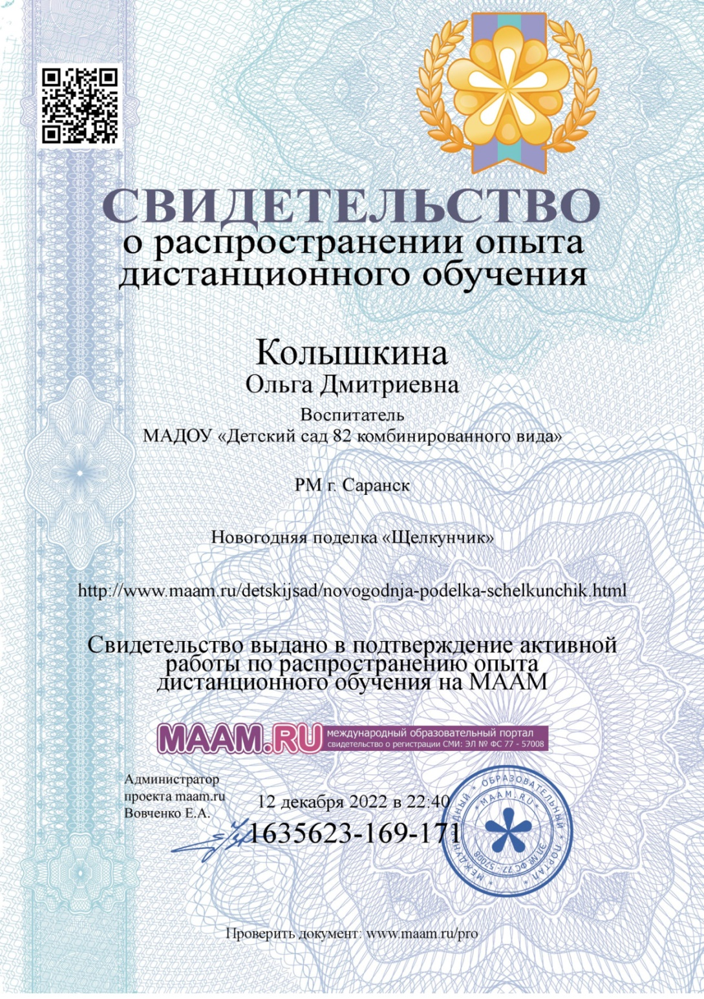 СВИДЕТЕЛЬСТВО
о распространении опыта
дистанционного обучения
Колышкина
Ольга Дмитриевна
Воспитатель
МАДОУ «Детский сад 82 комбинированного вида»
РМ г. Саранск
Новогодняя поделка «Щелкунчик»
http://www.maam.ru/detskijsad/novogodnja-podelka-schelkunchik.html
Свидетельство выдано в подтверждение активной
работы по распространению опыта
дистанционного обучения на МААМ
MAAM.RU
международный образовательный портал
свидетельство о регистрации СМИ: ЭЛ № ФС 77 - 57008
Администратор
проекта maam.ru
Вовченко Е.А.
12 декабря 2022 в 22:40
1635623-169-171
* МЕЖДУНАРОДНЫЙ * ОБРАЗОВАТЕЛЬНЫЙ * ПОРТАЛ *
* MAAM.RU *
ЭЛ № ФС 77 - 57008
Проверить документ: www.maam.ru/pro